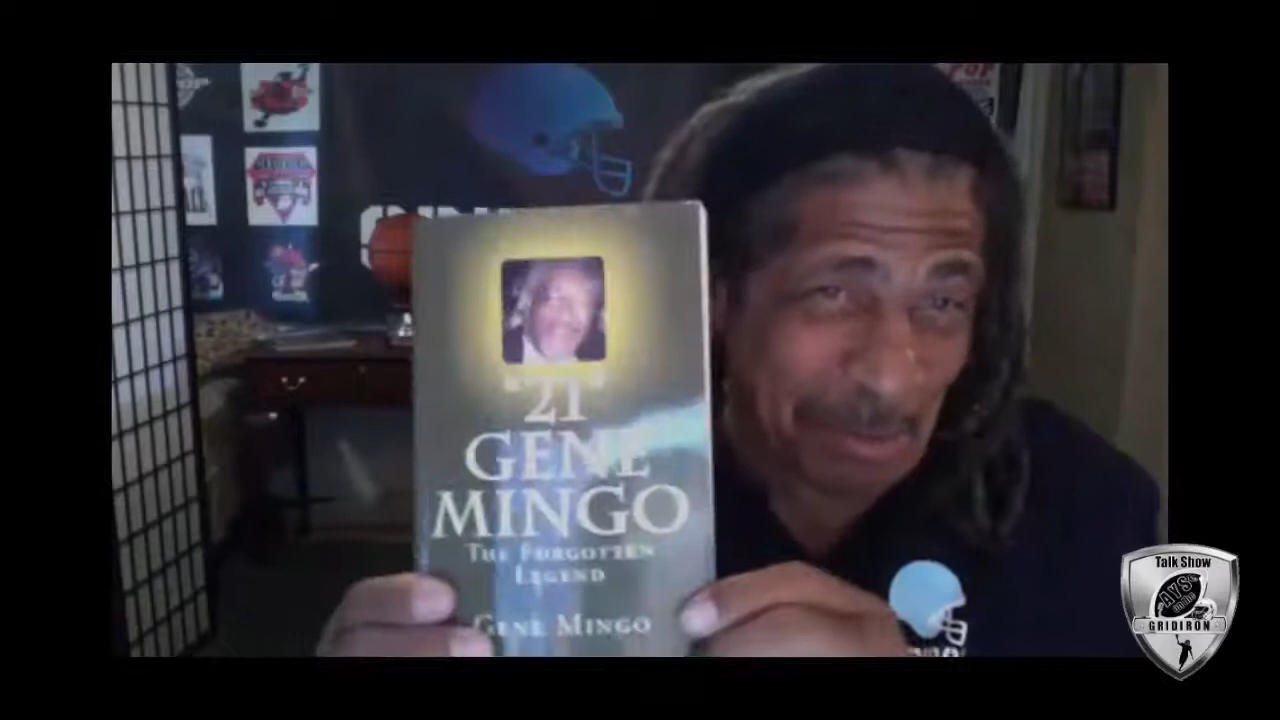 "21"
GENE
MINGO
THE FORGOTTEN
LEGEND
GENE MINGO
Talk Show
GRIDIRON